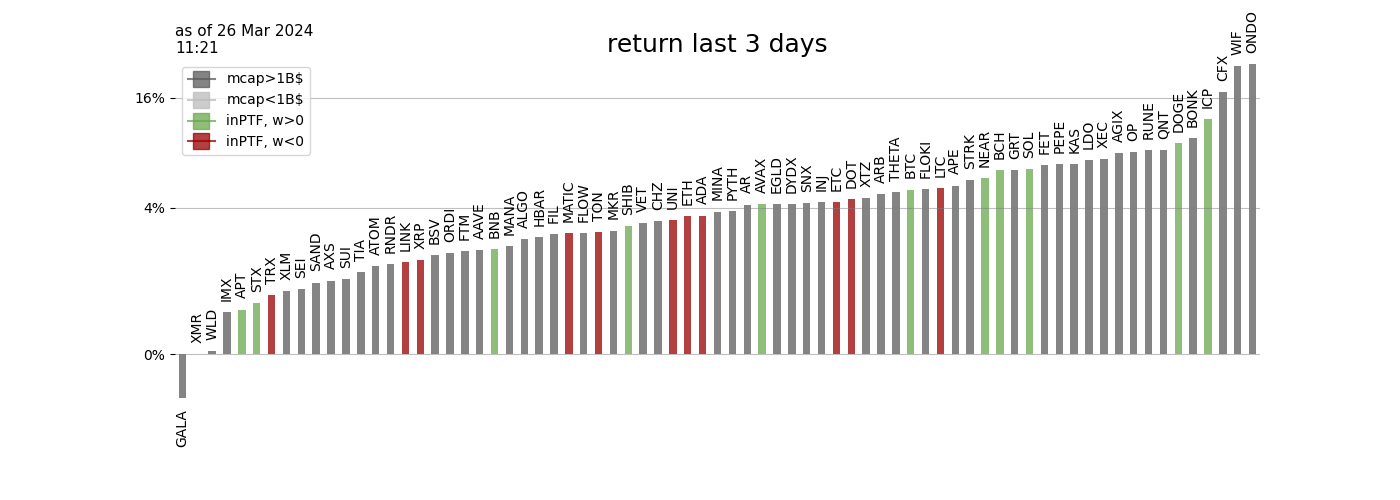 as of 26 Mar 2024
11:21
return last 3 days
mcap>1B$
mcap<1B$
inPTF, w>0
inPTF, w<0
16%
4%
0%
GALA
XMR
WLD
IMX
APT
STX
TRX
XLM
SEI
SAND
AXS
SUI
TIA
ATOM
RNDR
LINK
XRP
BSV
ORDI
FTM
AAVE
BNB
MANA
ALGO
HBAR
FIL
MATIC
FLOW
TON
MKR
SHIB
VET
CHZ
UNI
ETH
ADA
MINA
PYTH
AR
AVAX
EGLD
DYDX
SNX
INJ
ETC
DOT
XTZ
ARB
THETA
BTC
FLOKI
LTC
APE
STRK
NEAR
BCH
GRT
SOL
FET
PEPE
KAS
LDO
XEC
AGIX
OP
RUNE
QNT
DOGE
BONK
ICP
CFX
WIF
ONDO